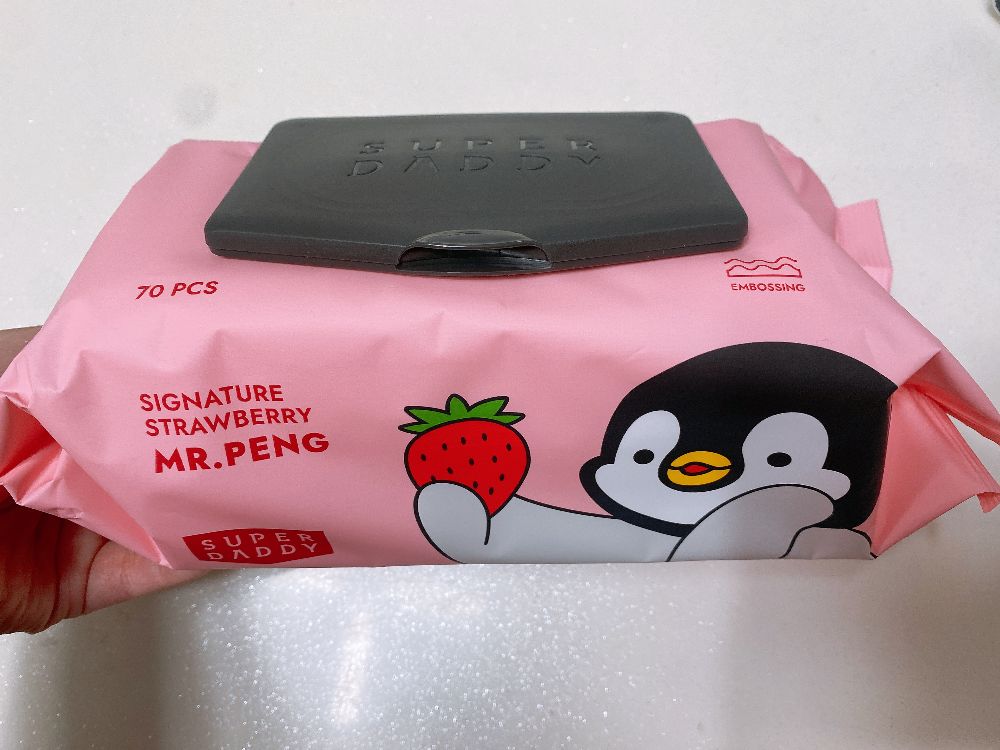 SUPER
DADDY
70 PCS
EMBOSSING
SIGNATURE
STRAWBERRY
MR.PENG
SUPER
DADDY